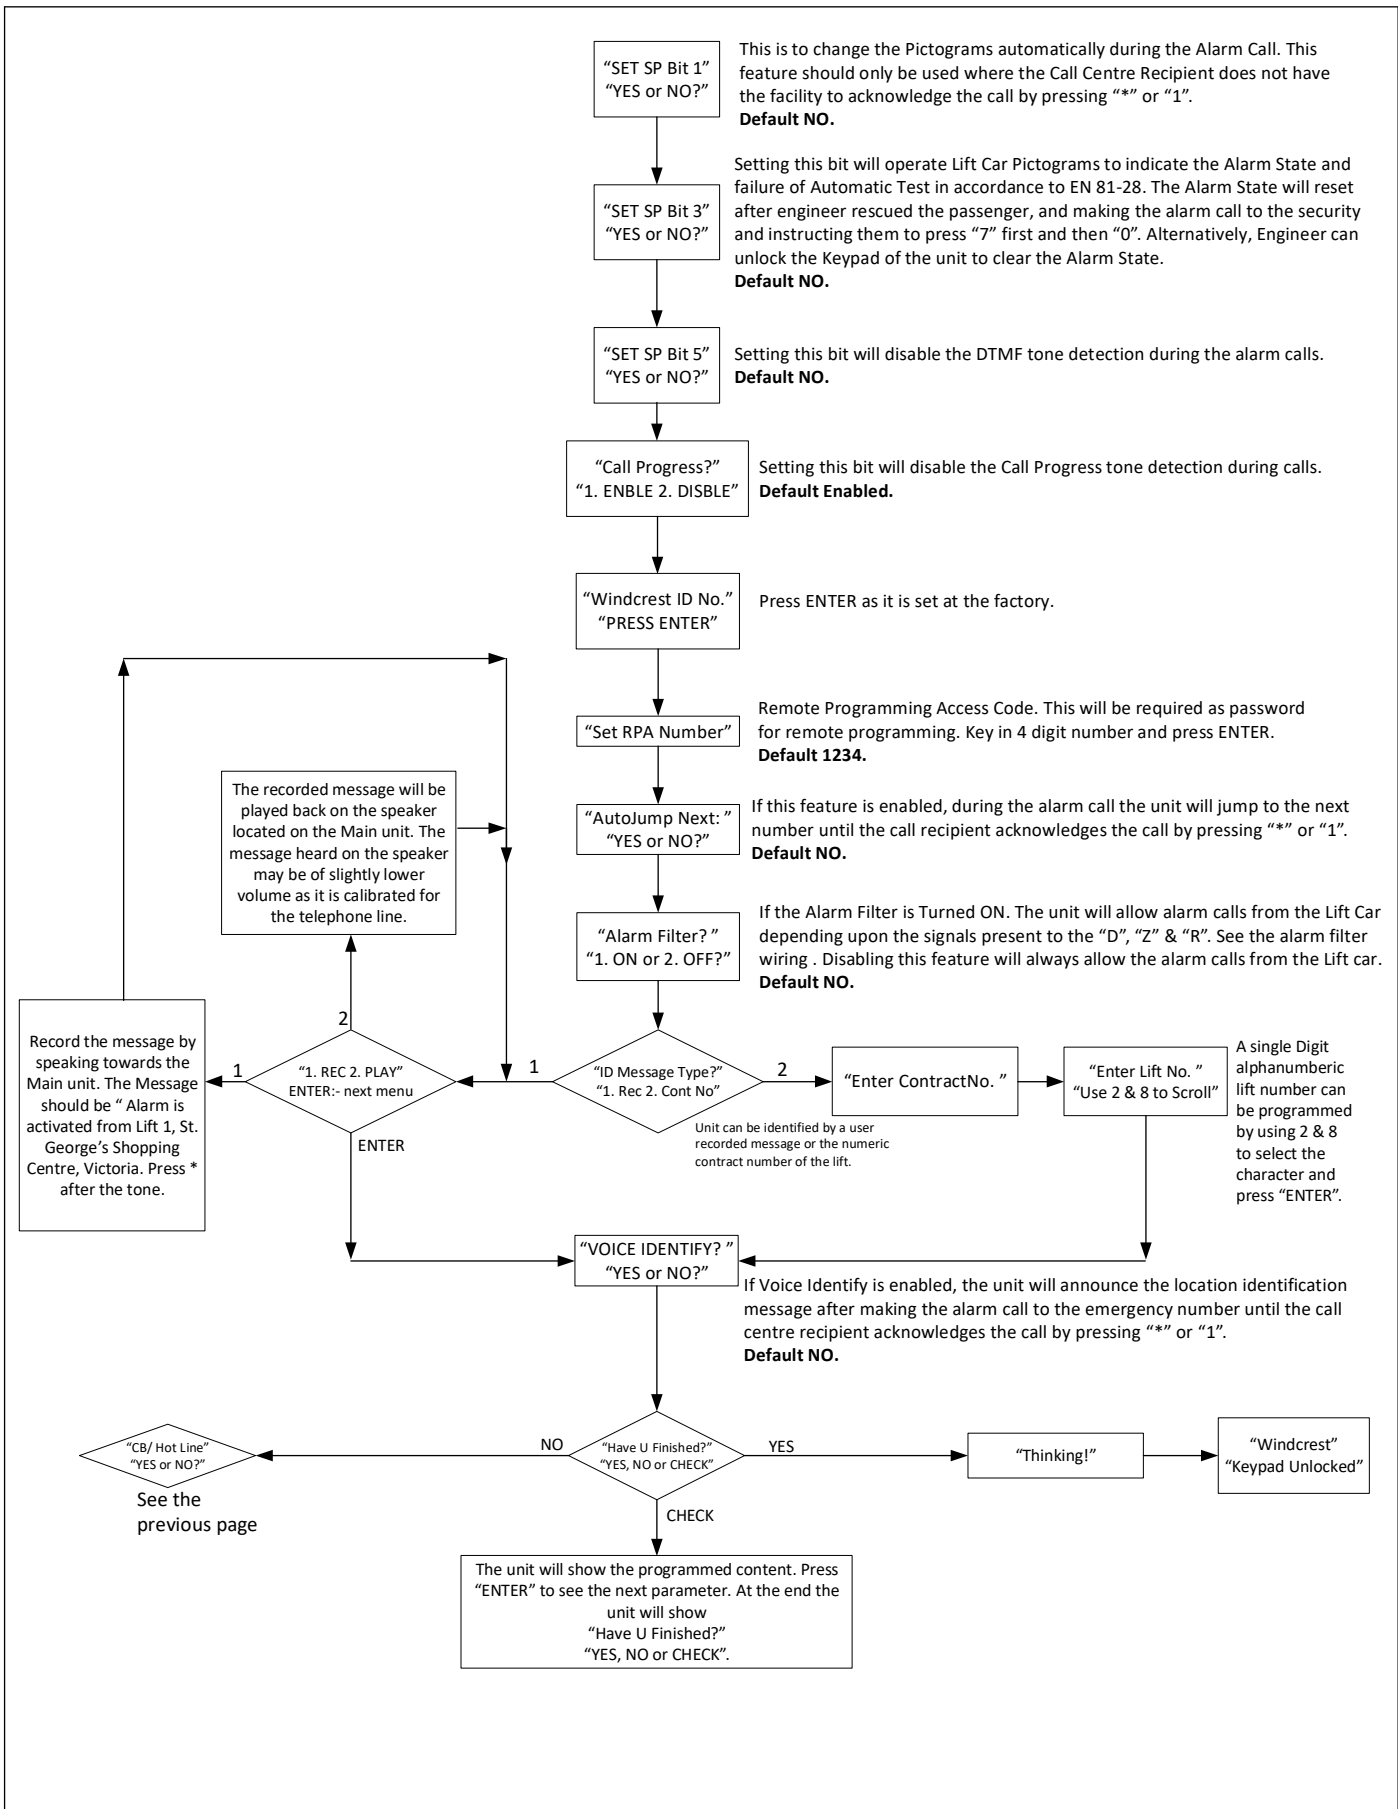 “SET SP Bit 1”
“YES or NO?”
This is to change the Pictograms automatically during the Alarm Call. This
feature should only be used where the Call Centre Recipient does not have
the facility to acknowledge the call by pressing “*” or “1”.
Default NO.
“SET SP Bit 3”
“YES or NO?”
Setting this bit will operate Lift Car Pictograms to indicate the Alarm State and
failure of Automatic Test in accordance to EN 81-28. The Alarm State will reset
after engineer rescued the passenger, and making the alarm call to the security
and instructing them to press “7” first and then “0”. Alternatively, Engineer can
unlock the Keypad of the unit to clear the Alarm State.
Default NO.
“SET SP Bit 5”
“YES or NO?”
Setting this bit will disable the DTMF tone detection during the alarm calls.
Default NO.
“Call Progress?”
“1. ENBLE 2. DISBLE”
Setting this bit will disable the Call Progress tone detection during calls.
Default Enabled.
“Windcrest ID No.”
“PRESS ENTER”
Press ENTER as it is set at the factory.
“Set RPA Number”
Remote Programming Access Code. This will be required as password
for remote programming. Key in 4 digit number and press ENTER.
Default 1234.
“AutoJump Next: ”
“YES or NO?”
If this feature is enabled, during the alarm call the unit will jump to the next
number until the call recipient acknowledges the call by pressing “*” or “1”.
Default NO.
The recorded message will be
played back on the speaker
located on the Main unit. The
message heard on the speaker
may be of slightly lower
volume as it is calibrated for
the telephone line.
“Alarm Filter? ”
“1. ON or 2. OFF?”
If the Alarm Filter is Turned ON. The unit will allow alarm calls from the Lift Car
depending upon the signals present to the “D”, “Z” & “R”. See the alarm filter
wiring . Disabling this feature will always allow the alarm calls from the Lift car.
Default NO.
Record the message by
speaking towards the
Main unit. The Message
should be “ Alarm is
activated from Lift 1, St.
George’s Shopping
Centre, Victoria. Press *
after the tone.
1
2
“1. REC 2. PLAY”
ENTER:- next menu
ENTER
1
“ID Message Type?”
“1. Rec 2. Cont No”
2
Unit can be identified by a user
recorded message or the numeric
contract number of the lift.
“Enter ContractNo. ”
“Enter Lift No. ”
“Use 2 & 8 to Scroll”
A single Digit
alphanumberic
lift number can
be programmed
by using 2 & 8
to select the
character and
press “ENTER”.
“VOICE IDENTIFY? ”
“YES or NO?”
If Voice Identify is enabled, the unit will announce the location identification
message after making the alarm call to the emergency number until the call
centre recipient acknowledges the call by pressing “*” or “1”.
Default NO.
“CB/ Hot Line”
“YES or NO?”
See the
previous page
NO
“Have U Finished?”
“YES, NO or CHECK”
YES
“Thinking!”
“Windcrest”
“Keypad Unlocked”
CHECK
The unit will show the programmed content. Press
“ENTER” to see the next parameter. At the end the
unit will show
“Have U Finished?”
“YES, NO or CHECK”.